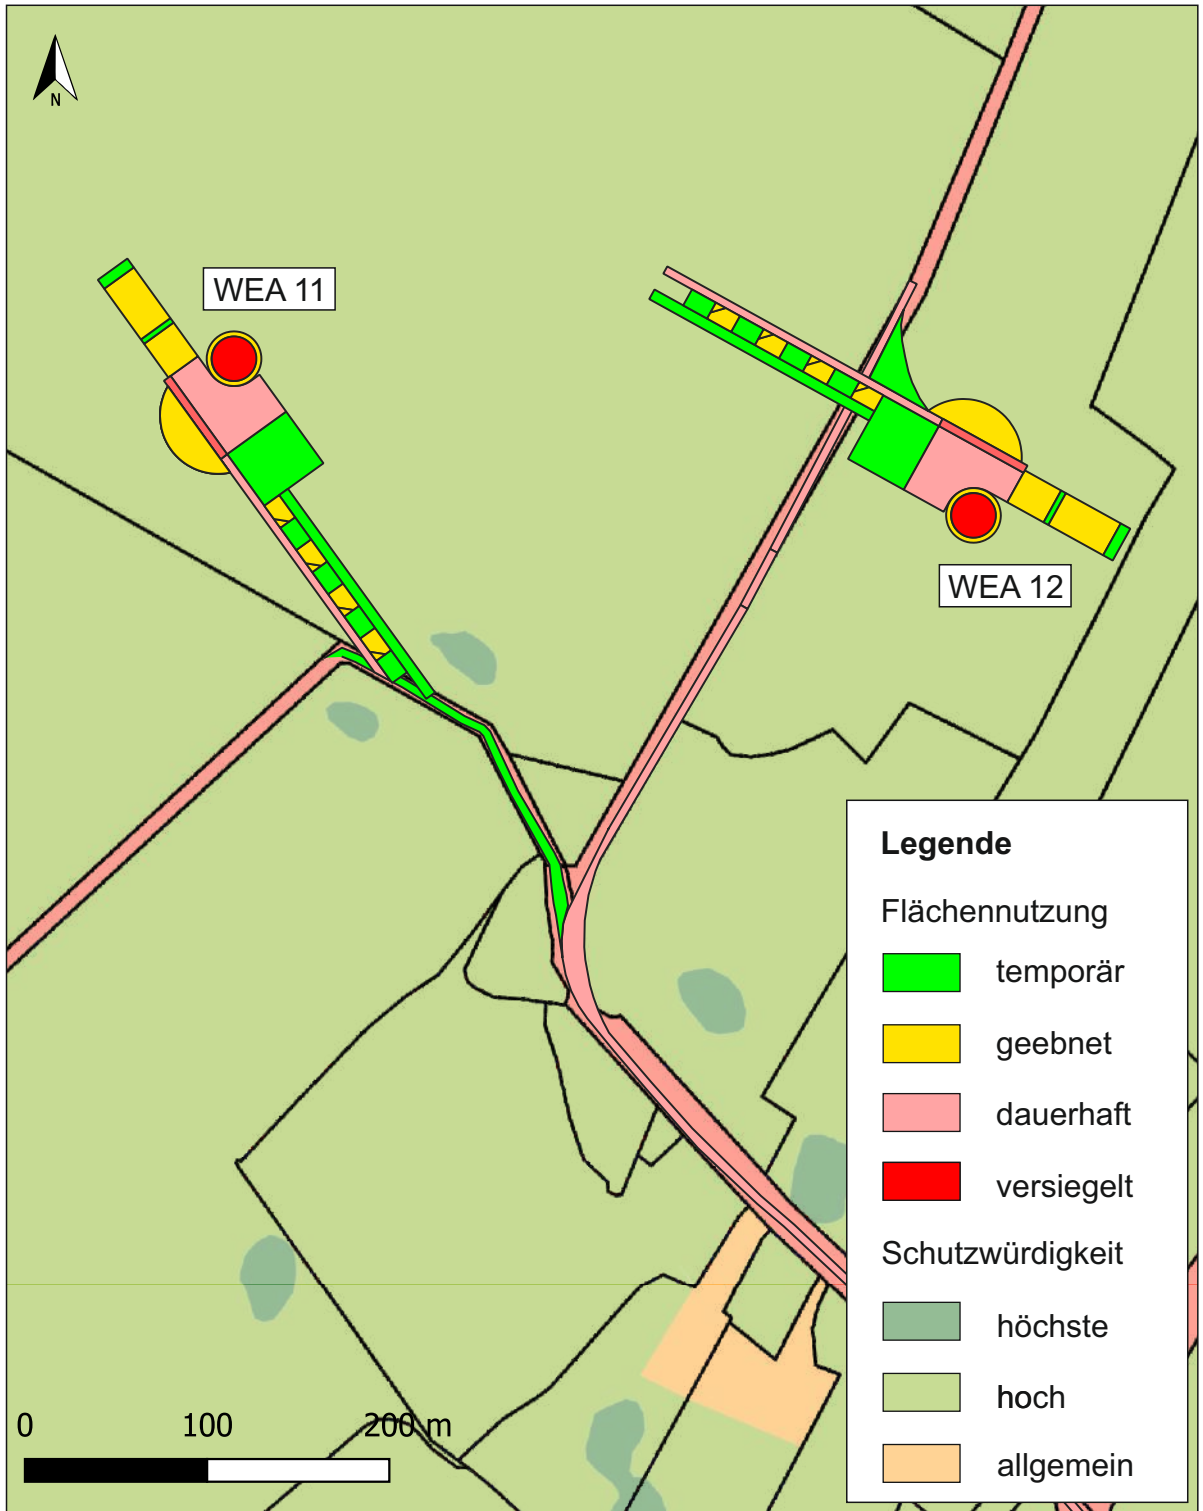 N
WEA 11
WEA 12
Legende
Flächennutzung
temporär
geebnet
dauerhaft
versiegelt
Schutzwürdigkeit
höchste
hoch
allgemein
0 100 200 m